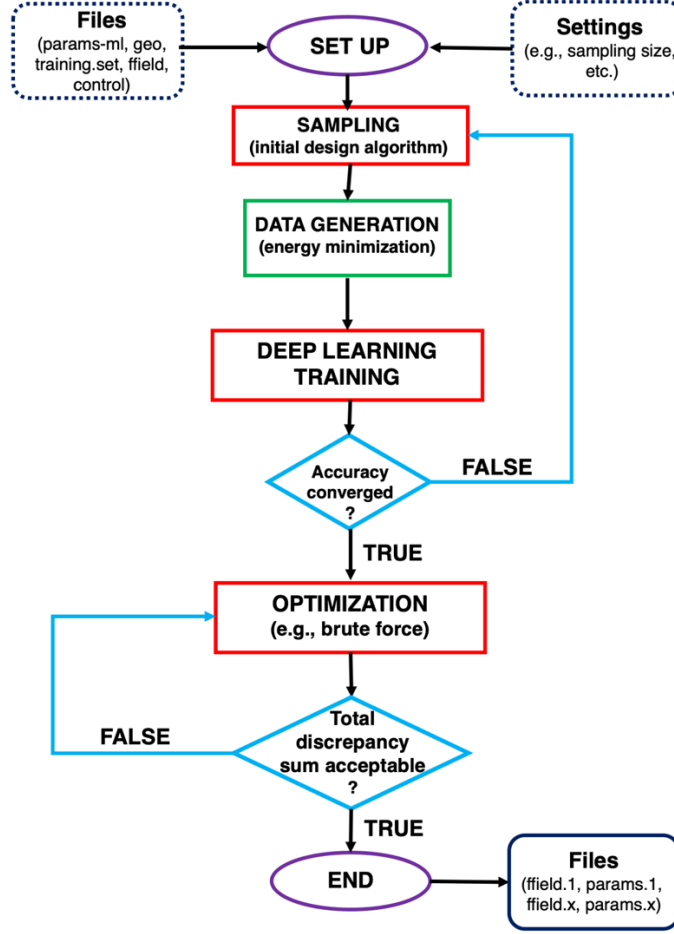 Files
(params-ml, geo,
training.set, ffield,
control)
SET UP
Settings
(e.g., sampling size,
etc.)
SAMPLING
(initial design algorithm)
DATA GENERATION
(energy minimization)
DEEP LEARNING
TRAINING
Accuracy
converged
?
FALSE
TRUE
OPTIMIZATION
(e.g., brute force)
Total
discrepancy
sum acceptable
?
FALSE
TRUE
END
Files
(ffield.1, params.1,
ffield.x, params.x)